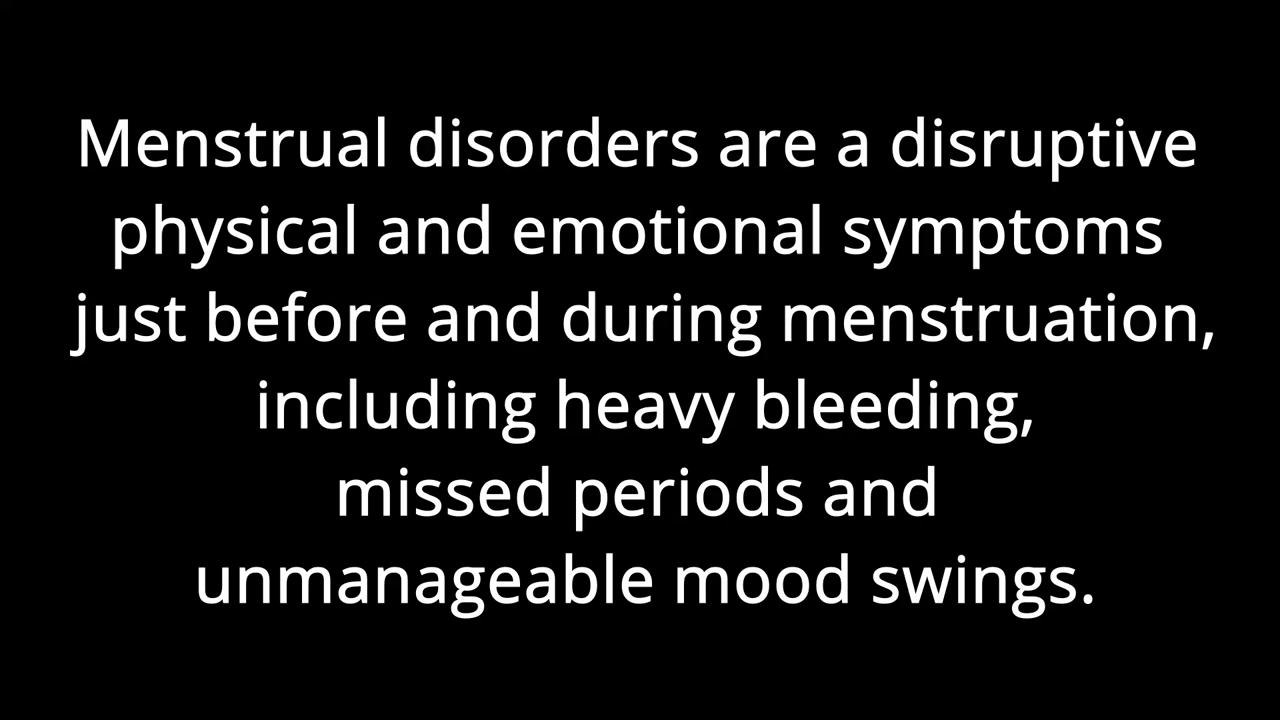 Menstrual disorders are a disruptive
physical and emotional symptoms
just before and during menstruation,
including heavy bleeding,
missed periods and
unmanageable mood swings.